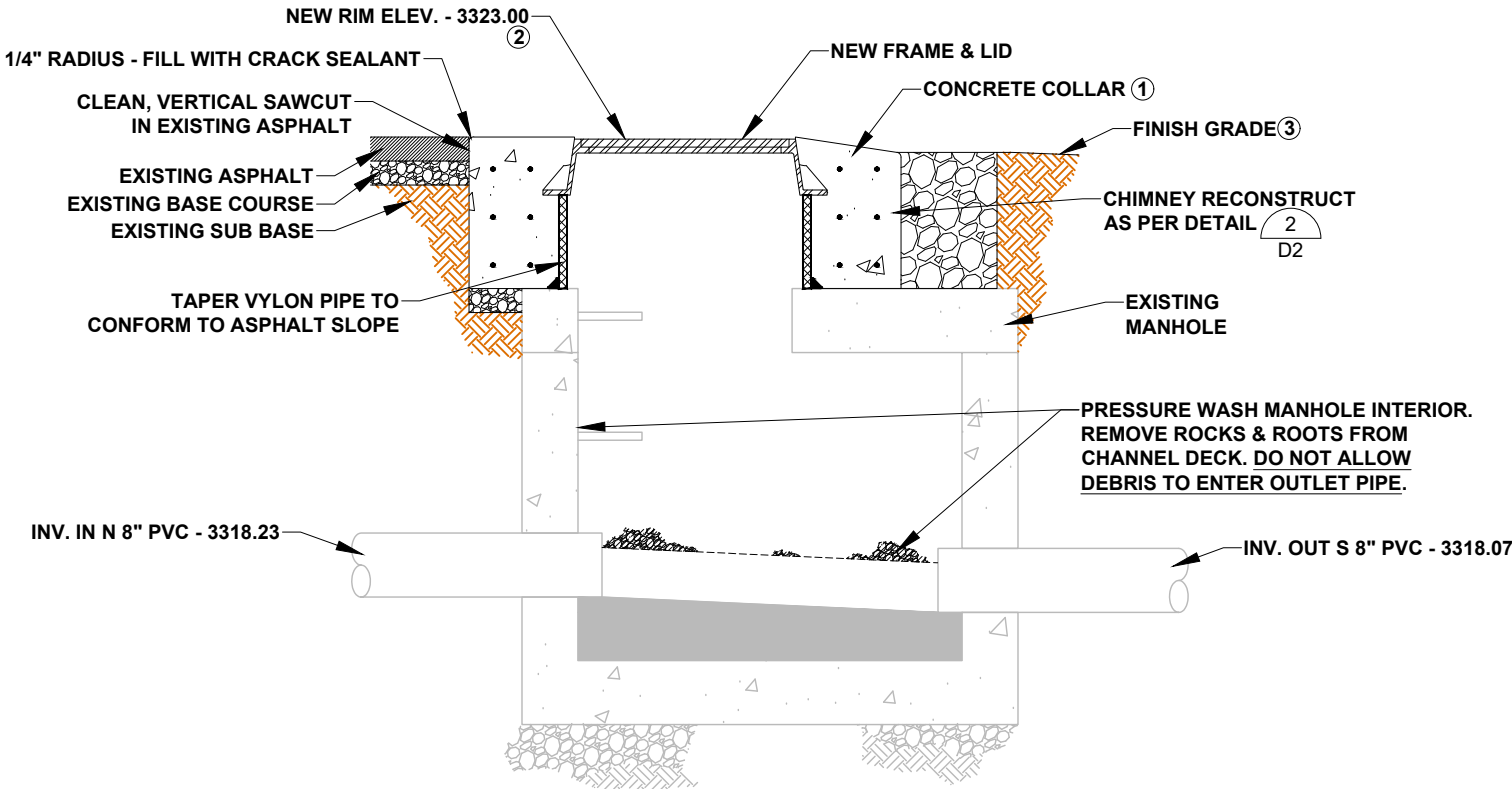 NEW RIM ELEV. - 3323.00
2
1/4" RADIUS - FILL WITH CRACK SEALANT
CLEAN, VERTICAL SAWCUT
IN EXISTING ASPHALT
EXISTING ASPHALT
EXISTING BASE COURSE
EXISTING SUB BASE
TAPER VYLON PIPE TO
CONFORM TO ASPHALT SLOPE
INV. IN N 8" PVC - 3318.23
NEW FRAME & LID
CONCRETE COLLAR 1
FINISH GRADE 3
CHIMNEY RECONSTRUCT
AS PER DETAIL 2
D2
EXISTING
MANHOLE
PRESSURE WASH MANHOLE INTERIOR.
REMOVE ROCKS & ROOTS FROM
CHANNEL DECK. DO NOT ALLOW
DEBRIS TO ENTER OUTLET PIPE.
INV. OUT S 8" PVC - 3318.07